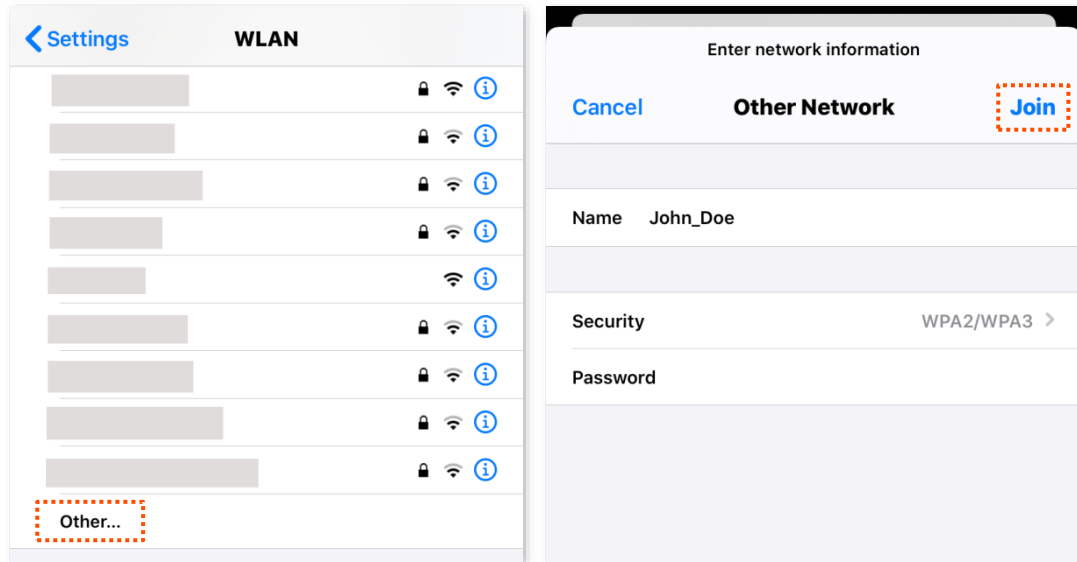 Settings
WLAN
Other...
Enter network information
Cancel
Other Network
Join
Name John_Doe
Security WPA2/WPA3
Password